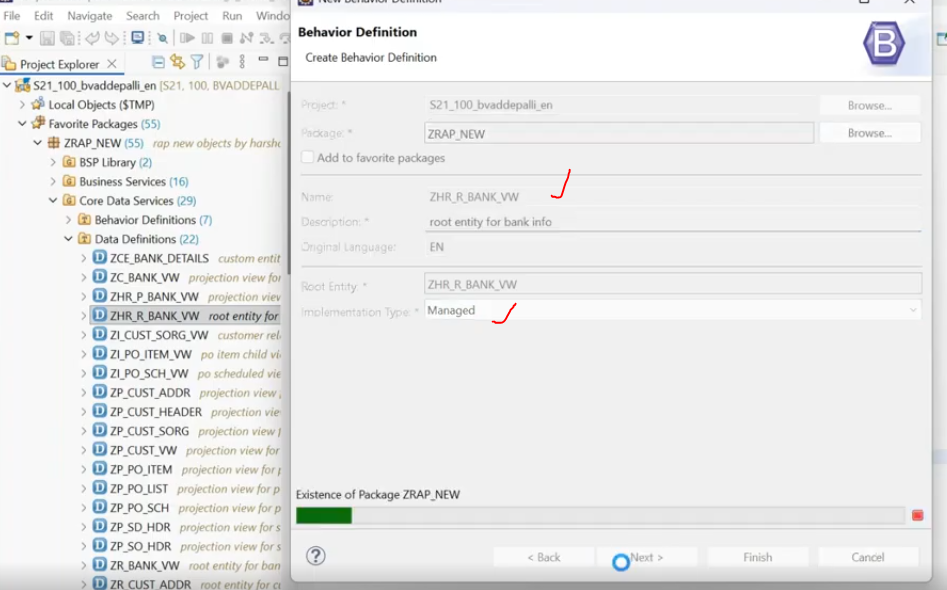 New Behavior Definition
File Edit Navigate Search Project Run Windo
Project Explorer
S21_100_bvaddepalli_en [S21, 100, BVADDEPALL
Local Objects ($TMP)
Favorite Packages (55)
ZRAP_NEW (55) rap new objects by harsh
BSP Library (2)
Business Services (16)
Core Data Services (29)
Behavior Definitions (7)
Data Definitions (22)
ZCE_BANK_DETAILS custom entit
ZC_BANK_VW projection view for
ZHR_P_BANK_VW projection view
ZHR_R_BANK_VW root entity for
ZI_CUST_SORG_VW customer rel
ZI_PO_ITEM_VW po item child vi
ZI_PO_SCH_VW po scheduled vie
ZP_CUST_ADDR projection view
ZP_CUST_HEADER projection vie
ZP_CUST_SORG projection view f
ZP_CUST_VW projection view for
ZP_PO_ITEM projection view for p
ZP_PO_LIST projection view for p
ZP_PO_SCH projection view for p
ZP_SD_HDR projection view for s
ZP_SO_HDR projection view for s
ZR_BANK_VW root entity for ban
ZR_CUST_ADDR root entity for cu
Behavior Definition
Create Behavior Definition
B
Project: * S21_100_bvaddepalli_en Browse...
Package: * ZRAP_NEW Browse...
Add to favorite packages
Name: ZHR_R_BANK_VW
Description: * root entity for bank info
Original Language: EN
Root Entity: * ZHR_R_BANK_VW
Implementation Type: * Managed
Existence of Package ZRAP_NEW
? < Back Next > Finish Cancel